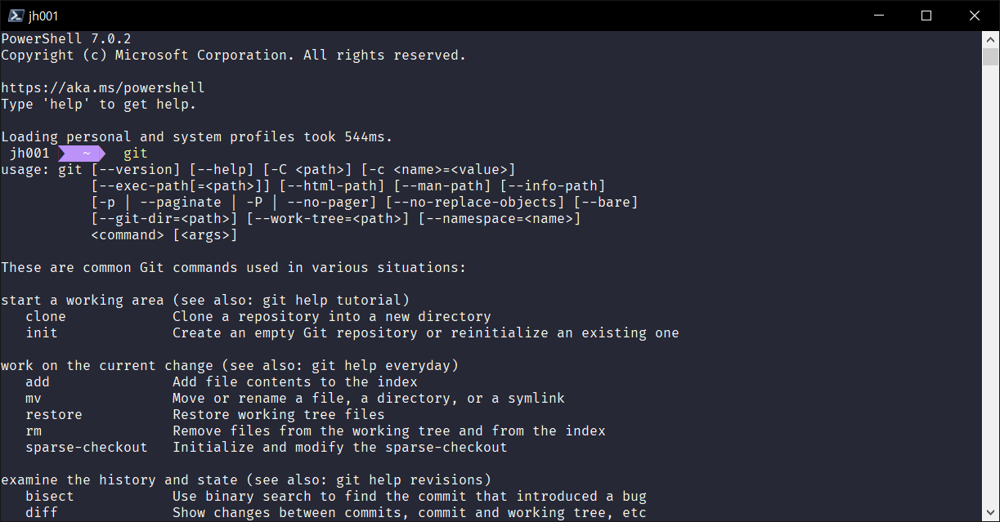 jh001
PowerShell 7.0.2
Copyright (c) Microsoft Corporation. All rights reserved.
https://aka.ms/powershell
Type 'help' to get help.
Loading personal and system profiles took 544ms.
jh001 ~ git
usage: git [--version] [--help] [-C <path>] [-c <name>=<value>]
[--exec-path[=<path>]] [--html-path] [--man-path] [--info-path]
[-p | --paginate | -P | --no-pager] [--no-replace-objects] [--bare]
[--git-dir=<path>] [--work-tree=<path>] [--namespace=<name>]
<command> [<args>]
These are common Git commands used in various situations:
start a working area (see also: git help tutorial)
clone Clone a repository into a new directory
init Create an empty Git repository or reinitialize an existing one
work on the current change (see also: git help everyday)
add Add file contents to the index
mv Move or rename a file, a directory, or a symlink
restore Restore working tree files
rm Remove files from the working tree and from the index
sparse-checkout Initialize and modify the sparse-checkout
examine the history and state (see also: git help revisions)
bisect Use binary search to find the commit that introduced a bug
diff Show changes between commits, commit and working tree, etc